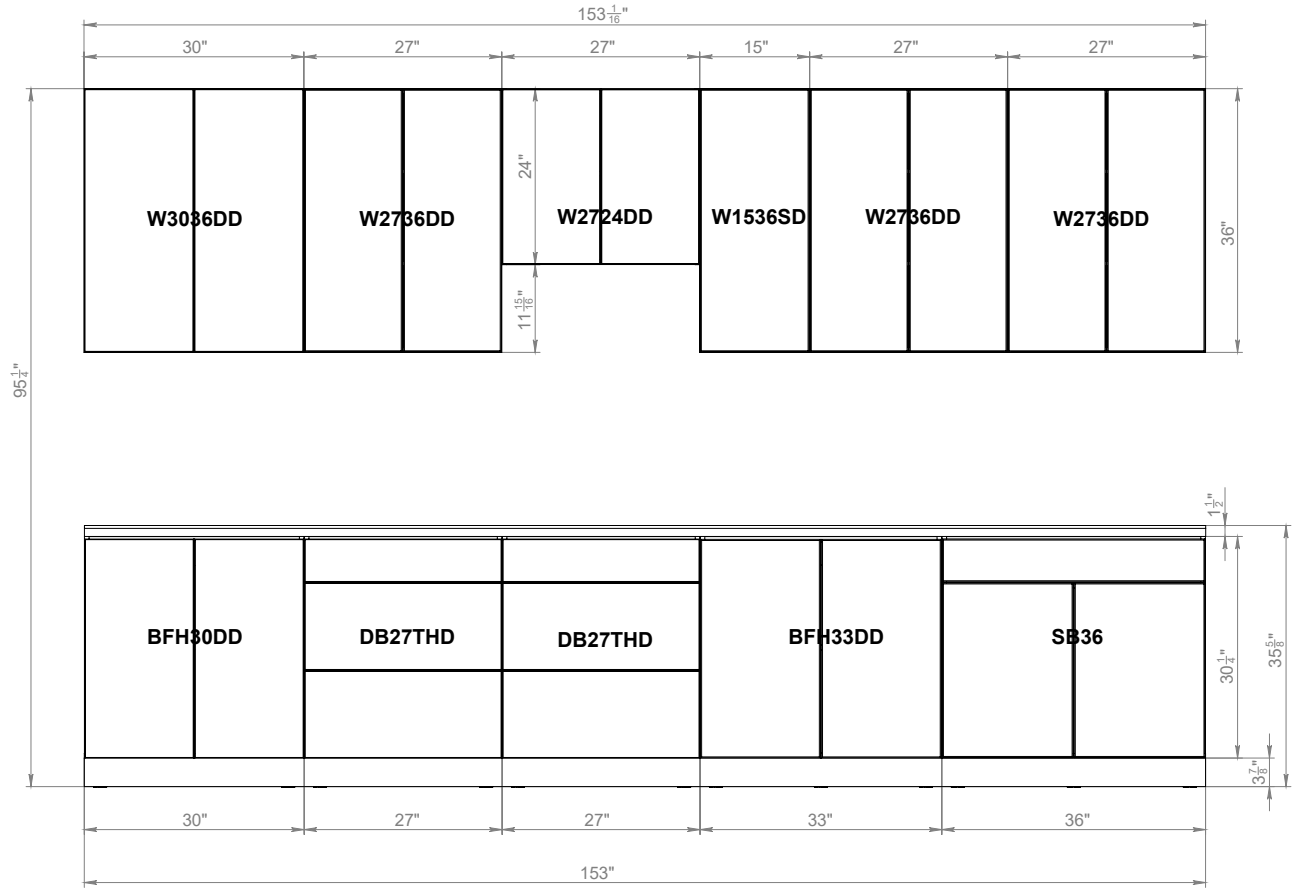 153 1/16"
30" 27" 27" 15" 27" 27"
24"
W3036DD W2736DD W2724DD W1536SD W2736DD W2736DD
36"
11 15/16"
95 1/4"
1 1/2"
BFH30DD DB27THD DB27THD BFH33DD SB36
30 1/4"
35 5/8"
3 7/8"
30" 27" 27" 33" 36"
153"